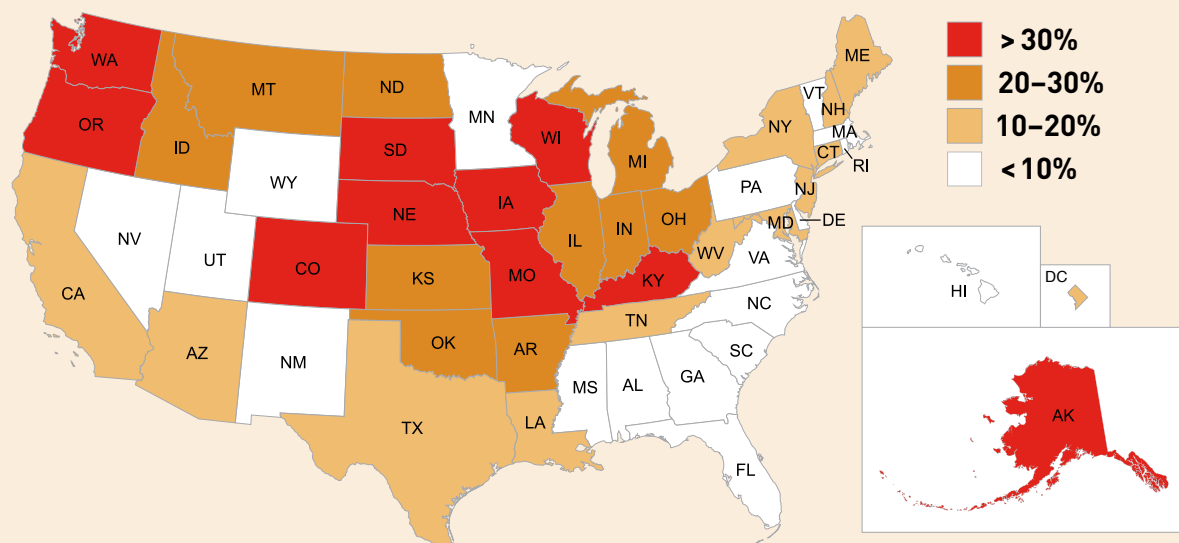 > 30%
20–30%
10–20%
< 10%
WA
OR
MT
ID
ND
MN
SD
WI
MI
WY
NE
IA
NV
UT
CO
KS
MO
IL
IN
OH
KY
WV
PA
NY
ME
VT
NH
MA
CT
RI
NJ
MD
DE
VA
NC
SC
TN
CA
AZ
NM
OK
AR
TX
LA
MS
AL
GA
FL
HI
DC
AK